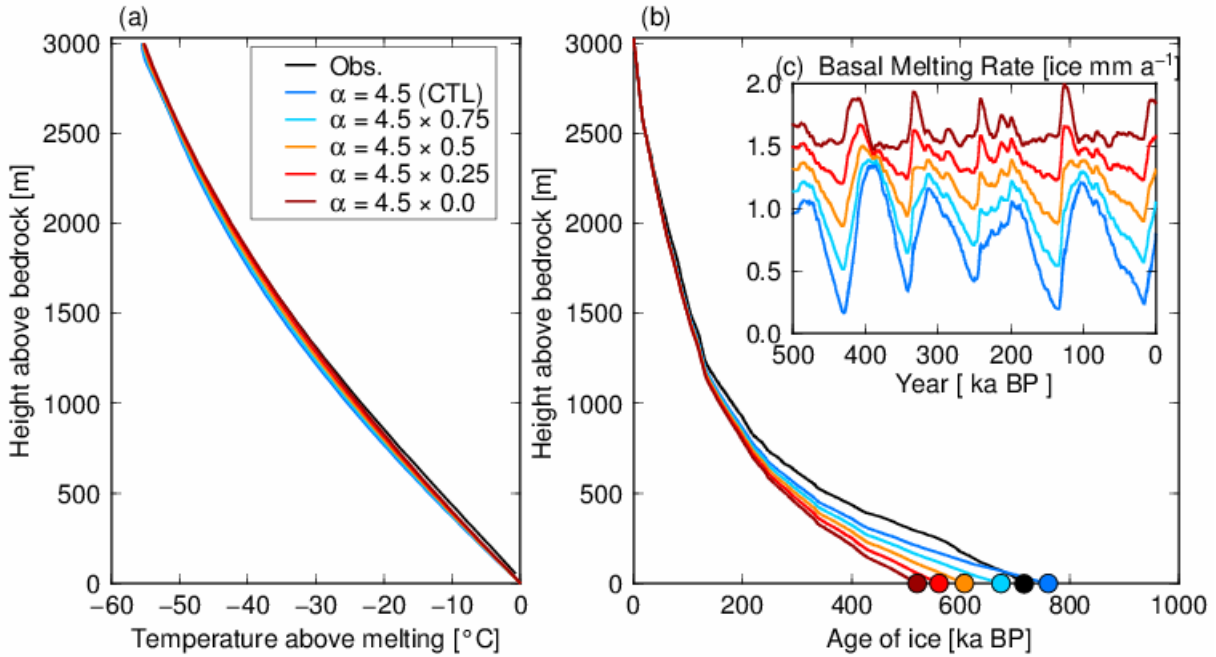 (a)
3000
2500
2000
1500
1000
500
0
Height above bedrock [m]
Obs.
α = 4.5 (CTL)
α = 4.5 × 0.75
α = 4.5 × 0.5
α = 4.5 × 0.25
α = 4.5 × 0.0
−60 −50 −40 −30 −20 −10 0
Temperature above melting [°C]
(b)
3000
2500
2000
1500
1000
500
0
Height above bedrock [m]
0 200 400 600 800 1000
Age of ice [ka BP]
(c) Basal Melting Rate [ice mm a⁻¹]
2.0
1.5
1.0
0.5
0.0
500 400 300 200 100 0
Year [ ka BP ]